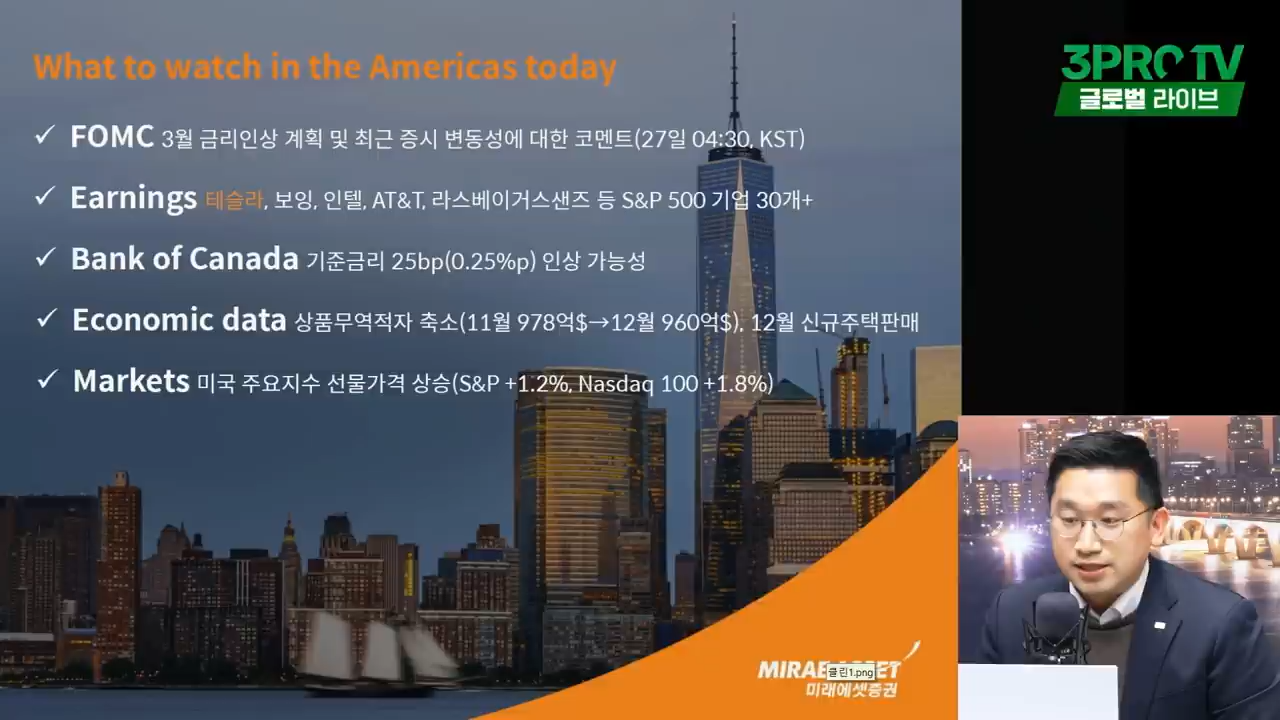 What to watch in the Americas today
✓ FOMC 3월 금리인상 계획 및 최근 증시 변동성에 대한 코멘트(27일 04:30, KST)
✓ Earnings 테슬라, 보잉, 인텔, AT&T, 라스베이거스샌즈 등 S&P 500 기업 30개+
✓ Bank of Canada 기준금리 25bp(0.25%p) 인상 가능성
✓ Economic data 상품무역적자 축소(11월 978억$→12월 960억$), 12월 신규주택판매
✓ Markets 미국 주요지수 선물가격 상승(S&P +1.2%, Nasdaq 100 +1.8%)
3PRO TV
글로벌 라이브
MIRAE ASSET
클린1.png
미래에셋증권